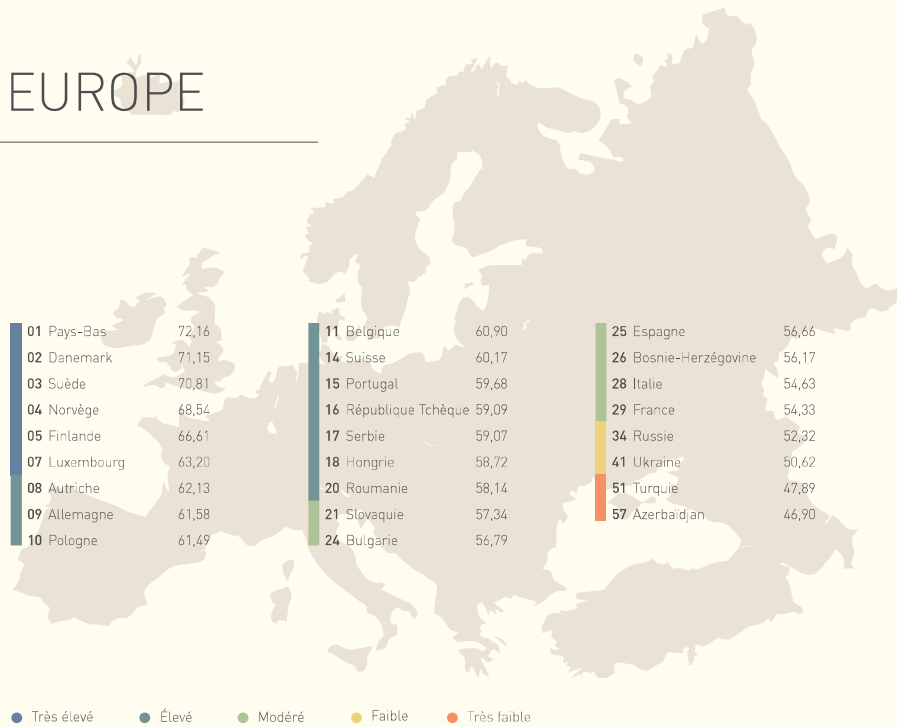 EUROPE
01 Pays-Bas 72,16
02 Danemark 71,15
03 Suède 70,81
04 Norvège 68,54
05 Finlande 66,61
07 Luxembourg 63,20
08 Autriche 62,13
09 Allemagne 61,58
10 Pologne 61,49
11 Belgique 60,90
14 Suisse 60,17
15 Portugal 59,68
16 République Tchèque 59,09
17 Serbie 59,07
18 Hongrie 58,72
20 Roumanie 58,14
21 Slovaquie 57,34
24 Bulgarie 56,79
25 Espagne 56,66
26 Bosnie-Herzégovine 56,17
28 Italie 54,63
29 France 54,33
34 Russie 52,32
41 Ukraine 50,62
51 Turquie 47,89
57 Azerbaïdjan 46,90
Très élevé Élevé Modéré Faible Très faible